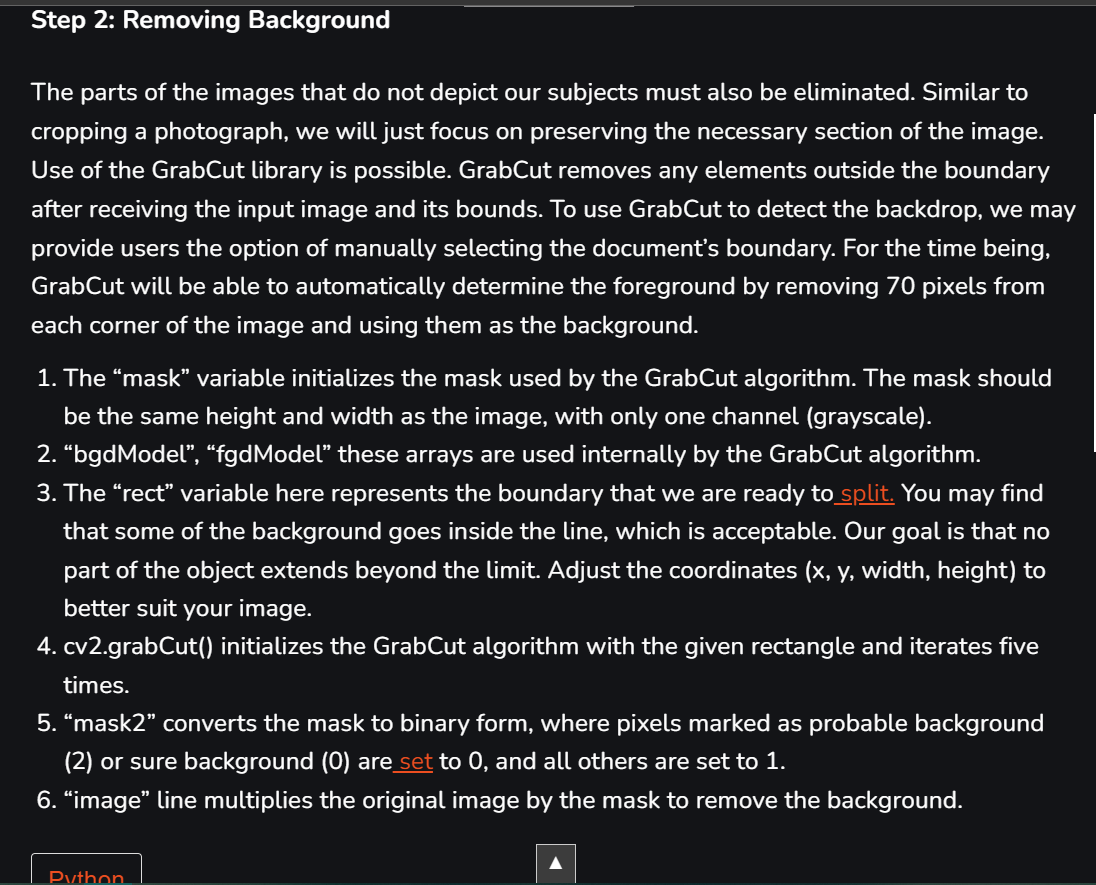 Step 2: Removing Background
The parts of the images that do not depict our subjects must also be eliminated. Similar to
cropping a photograph, we will just focus on preserving the necessary section of the image.
Use of the GrabCut library is possible. GrabCut removes any elements outside the boundary
after receiving the input image and its bounds. To use GrabCut to detect the backdrop, we may
provide users the option of manually selecting the document’s boundary. For the time being,
GrabCut will be able to automatically determine the foreground by removing 70 pixels from
each corner of the image and using them as the background.
1. The “mask” variable initializes the mask used by the GrabCut algorithm. The mask should
be the same height and width as the image, with only one channel (grayscale).
2. “bgdModel”, “fgdModel” these arrays are used internally by the GrabCut algorithm.
3. The “rect” variable here represents the boundary that we are ready to split. You may find
that some of the background goes inside the line, which is acceptable. Our goal is that no
part of the object extends beyond the limit. Adjust the coordinates (x, y, width, height) to
better suit your image.
4. cv2.grabCut() initializes the GrabCut algorithm with the given rectangle and iterates five
times.
5. “mask2” converts the mask to binary form, where pixels marked as probable background
(2) or sure background (0) are set to 0, and all others are set to 1.
6. “image” line multiplies the original image by the mask to remove the background.
Python